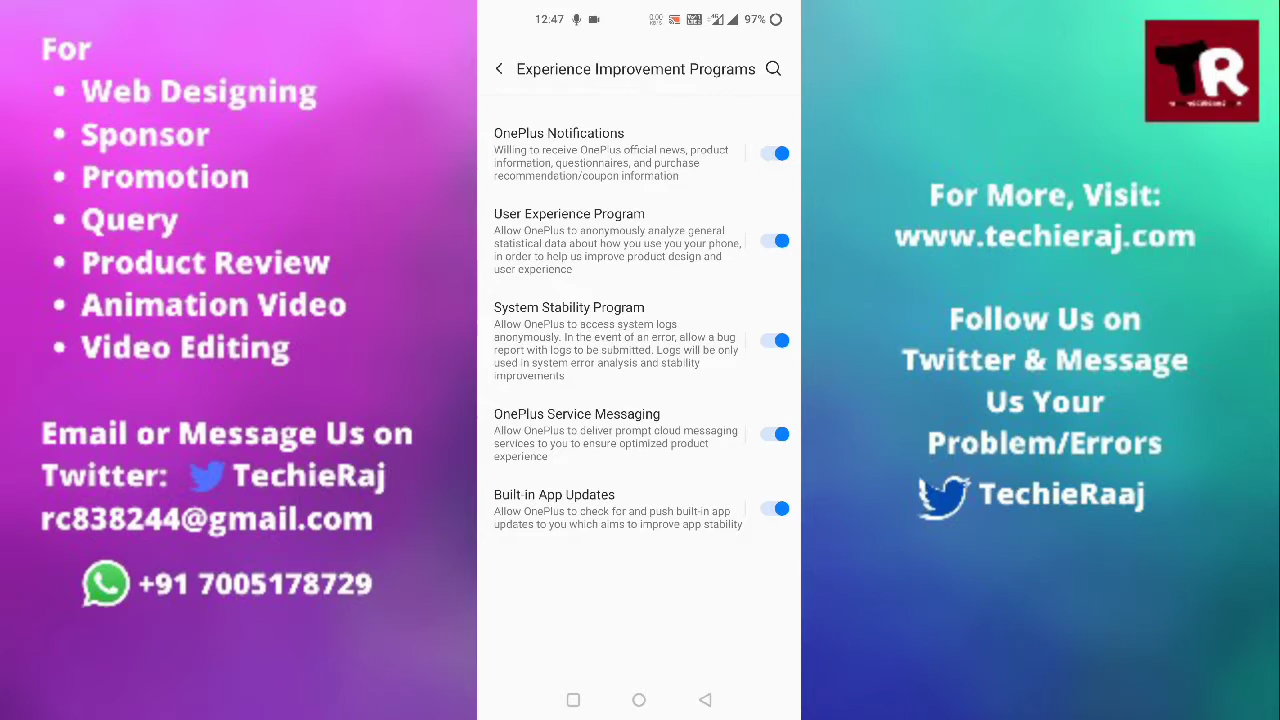 For
• Web Designing
• Sponsor
• Promotion
• Query
• Product Review
• Animation Video
• Video Editing
Email or Message Us on
Twitter: TechieRaj
rc838244@gmail.com
+91 7005178729
12:47
97%
Experience Improvement Programs
OnePlus Notifications
Willing to receive OnePlus official news, product
information, questionnaires, and purchase
recommendation/coupon information
User Experience Program
Allow OnePlus to anonymously analyze general
statistical data about how you use you your phone,
in order to help us improve product design and
user experience
System Stability Program
Allow OnePlus to access system logs
anonymously. In the event of an error, allow a bug
report with logs to be submitted. Logs will be only
used in system error analysis and stability
improvements
OnePlus Service Messaging
Allow OnePlus to deliver prompt cloud messaging
services to you to ensure optimized product
experience
Built-in App Updates
Allow OnePlus to check for and push built-in app
updates to you which aims to improve app stability
TR
For More, Visit:
www.techieraj.com
Follow Us on
Twitter & Message
Us Your
Problem/Errors
TechieRaaj